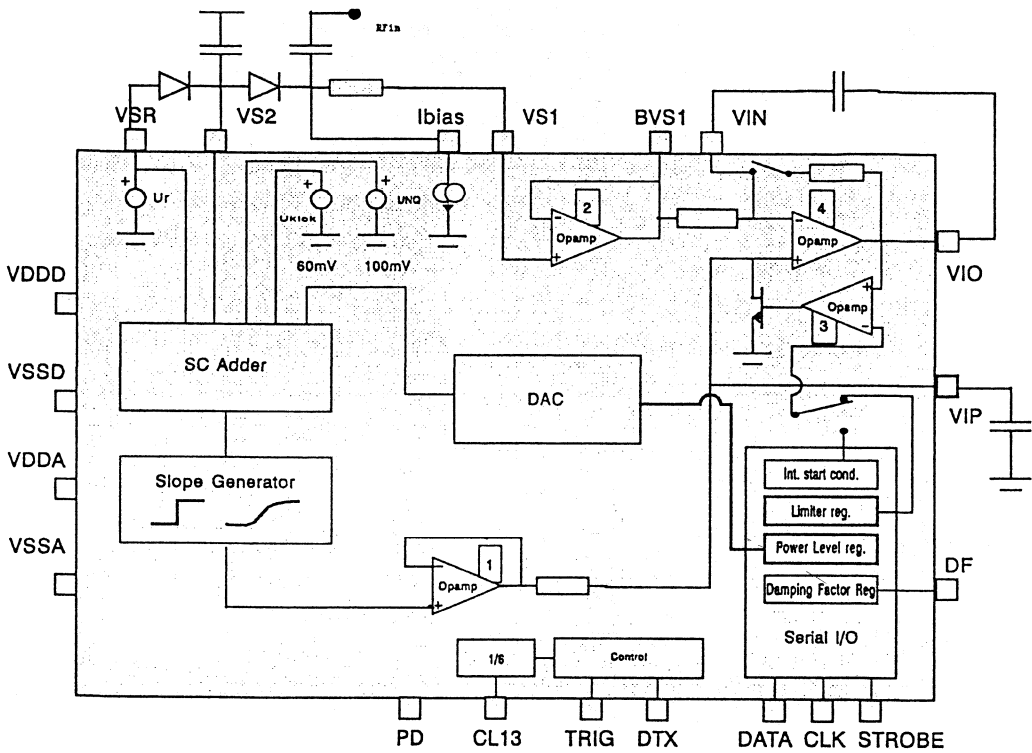 RFin
VSR
VS2
Ibias
VS1
BVS1
VIN
+
Ur
+
Uklok
+
UNQ
60mV
100mV
-
2
Opamp
+
-
4
Opamp
+
VIO
+
Opamp
3
-
VDDD
VSSD
VDDA
VSSA
SC Adder
DAC
VIP
Slope Generator
Int. start cond.
Limiter reg.
Power Level reg.
Damping Factor Reg
Serial I/O
DF
-
1
Opamp
+
1/6
Control
PD
CL13
TRIG
DTX
DATA
CLK
STROBE